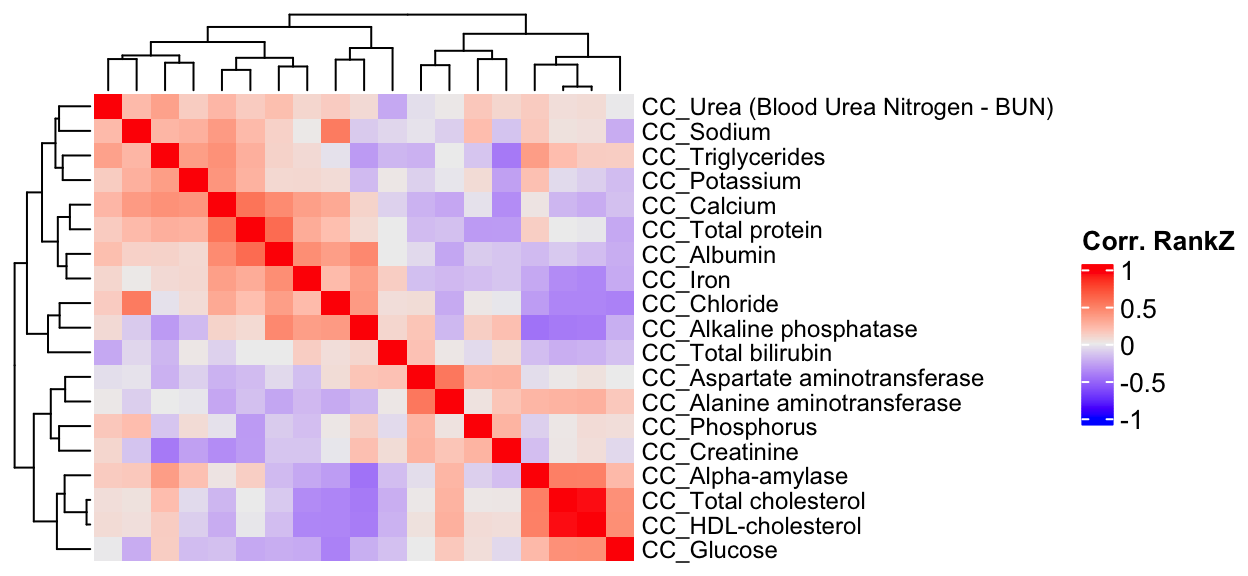 CC_Urea (Blood Urea Nitrogen - BUN)
CC_Sodium
CC_Triglycerides
CC_Potassium
CC_Calcium
CC_Total protein
CC_Albumin
CC_Iron
CC_Chloride
CC_Alkaline phosphatase
CC_Total bilirubin
CC_Aspartate aminotransferase
CC_Alanine aminotransferase
CC_Phosphorus
CC_Creatinine
CC_Alpha-amylase
CC_Total cholesterol
CC_HDL-cholesterol
CC_Glucose
Corr. RankZ
1
0.5
0
-0.5
-1